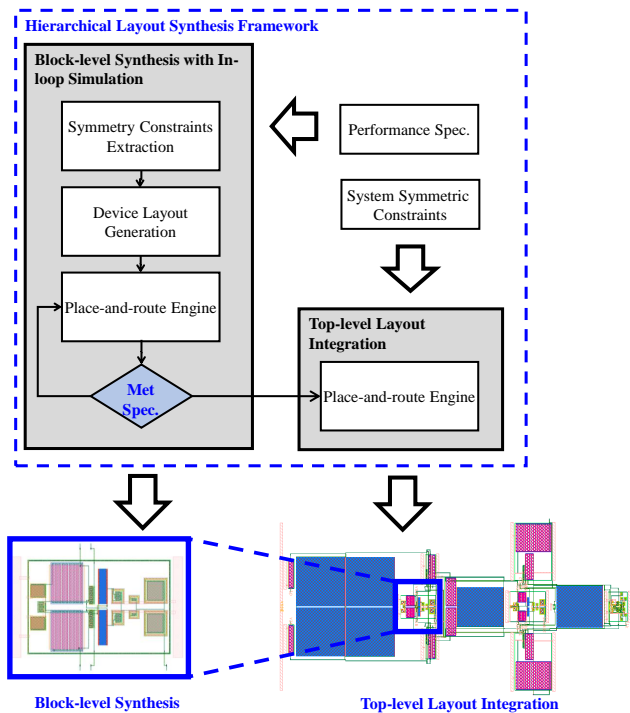 Hierarchical Layout Synthesis Framework
Block-level Synthesis with In-
loop Simulation
Symmetry Constraints
Extraction
Performance Spec.
Device Layout
Generation
System Symmetric
Constraints
Place-and-route Engine
Top-level Layout
Integration
Met
Spec.
Place-and-route Engine
Block-level Synthesis
Top-level Layout Integration